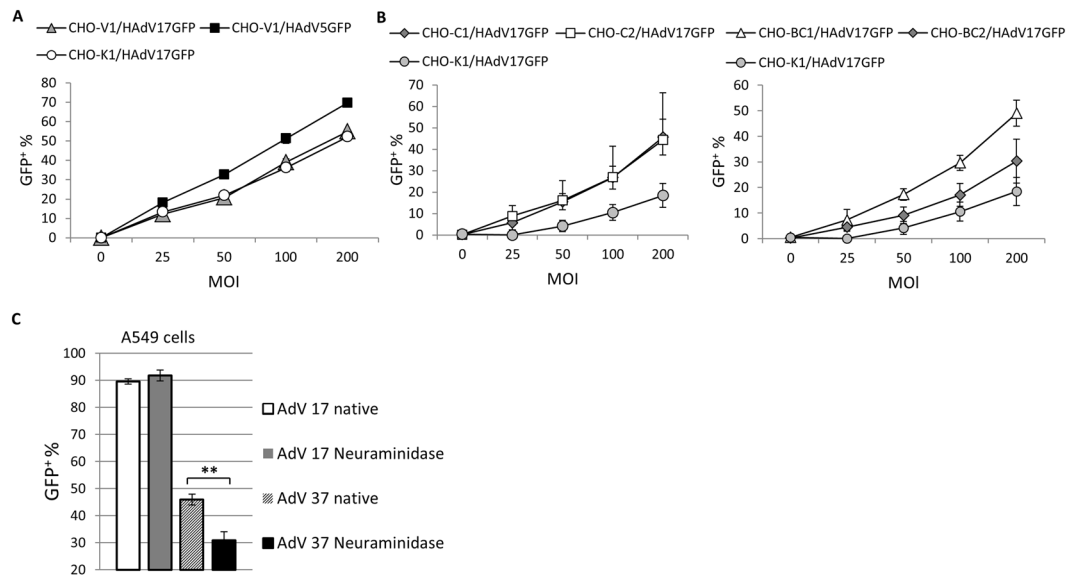 A
CHO-V1/HAdV17GFP CHO-V1/HAdV5GFP
CHO-K1/HAdV17GFP
GFP+ %
80
70
60
50
40
30
20
10
0
0 25 50 100 200
MOI
B
CHO-C1/HAdV17GFP CHO-C2/HAdV17GFP
CHO-K1/HAdV17GFP
GFP+ %
70
60
50
40
30
20
10
0
0 25 50 100 200
MOI
CHO-BC1/HAdV17GFP CHO-BC2/HAdV17GFP
CHO-K1/HAdV17GFP
60
50
40
30
20
10
0
0 25 50 100 200
MOI
C
A549 cells
GFP+ %
100
90
80
70
60
50
40
30
20
**
AdV 17 native
AdV 17 Neuraminidase
AdV 37 native
AdV 37 Neuraminidase